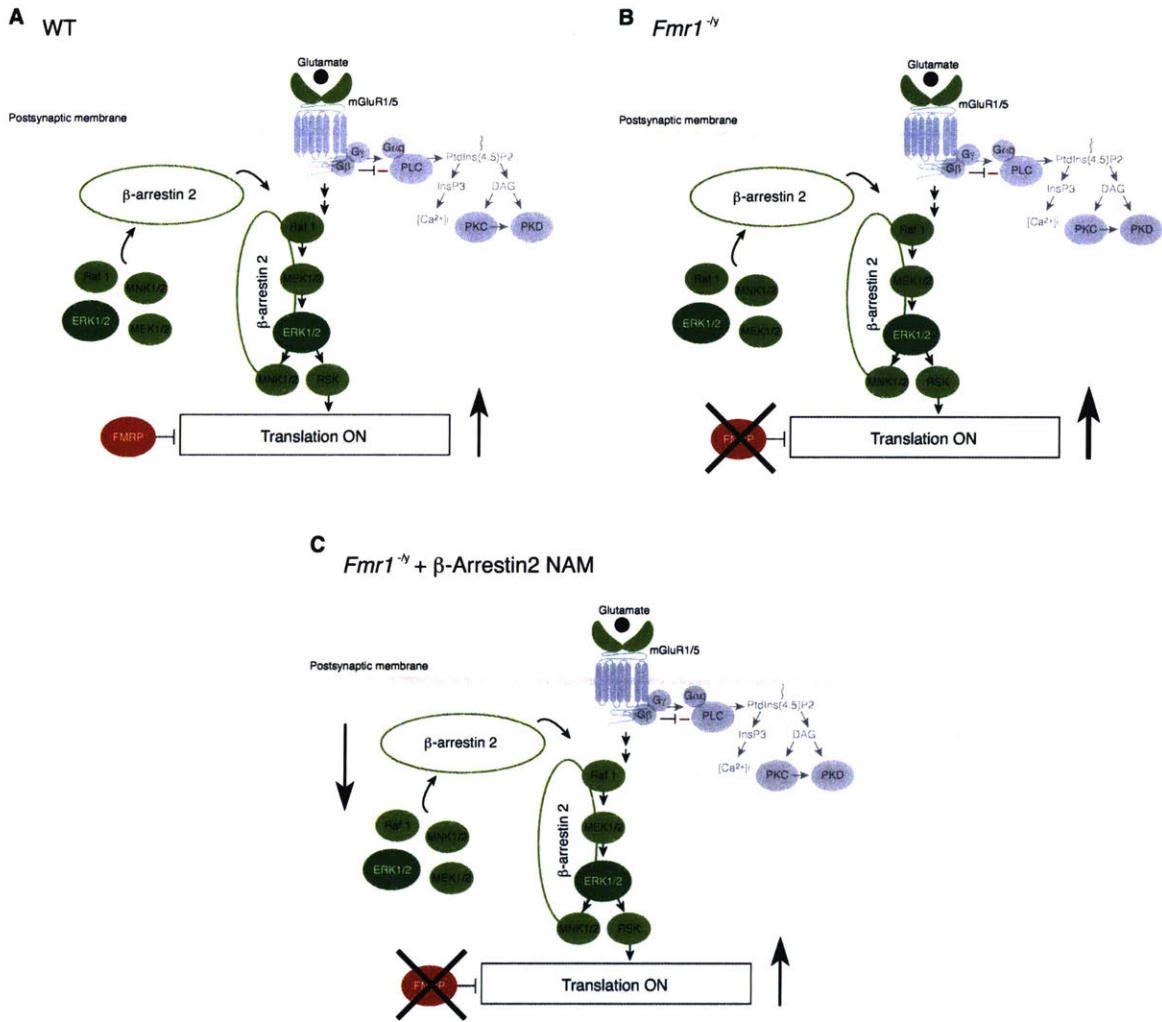 A
WT
Glutamate
mGluR1/5
Postsynaptic membrane
Gγ
Gαq
Gβ
PLC
PtdIns(4,5)P2
InsP3
DAG
[Ca²⁺]i
PKC
PKD
β-arrestin 2
Raf 1
MNK1/2
ERK1/2
MEK1/2
β-arrestin 2
Raf 1
MEK1/2
ERK1/2
MNK1/2
RSK
FMRP
Translation ON
B
Fmr1 -/y
Glutamate
mGluR1/5
Postsynaptic membrane
Gγ
Gαq
Gβ
PLC
PtdIns(4,5)P2
InsP3
DAG
[Ca²⁺]i
PKC
PKD
β-arrestin 2
Raf 1
MNK1/2
ERK1/2
MEK1/2
β-arrestin 2
Raf 1
MEK1/2
ERK1/2
MNK1/2
RSK
FMRP
Translation ON
C
Fmr1 -/y + β-Arrestin2 NAM
Glutamate
mGluR1/5
Postsynaptic membrane
Gγ
Gαq
Gβ
PLC
PtdIns(4,5)P2
InsP3
DAG
[Ca²⁺]i
PKC
PKD
β-arrestin 2
Raf 1
MNK1/2
ERK1/2
MEK1/2
β-arrestin 2
Raf 1
MEK1/2
ERK1/2
MNK1/2
RSK
FMRP
Translation ON